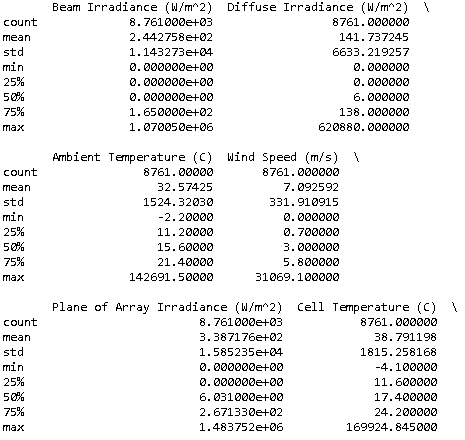 Beam Irradiance (W/m^2)  Diffuse Irradiance (W/m^2)  \
count 8.761000e+03 8761.000000
mean 2.442758e+02 141.737245
std 1.143273e+04 6633.219257
min 0.000000e+00 0.000000
25% 0.000000e+00 0.000000
50% 0.000000e+00 6.000000
75% 1.650000e+02 138.000000
max 1.070050e+06 620880.000000
Ambient Temperature (C)  Wind Speed (m/s)  \
count 8761.00000 8761.000000
mean 32.57425 7.092592
std 1524.32030 331.910915
min -2.20000 0.000000
25% 11.20000 0.700000
50% 15.60000 3.000000
75% 21.40000 5.800000
max 142691.50000 31069.100000
Plane of Array Irradiance (W/m^2)  Cell Temperature (C)  \
count 8.761000e+03 8761.000000
mean 3.387176e+02 38.791198
std 1.585235e+04 1815.258168
min 0.000000e+00 -4.100000
25% 0.000000e+00 11.600000
50% 6.031000e+00 17.400000
75% 2.671330e+02 24.200000
max 1.483752e+06 169924.845000